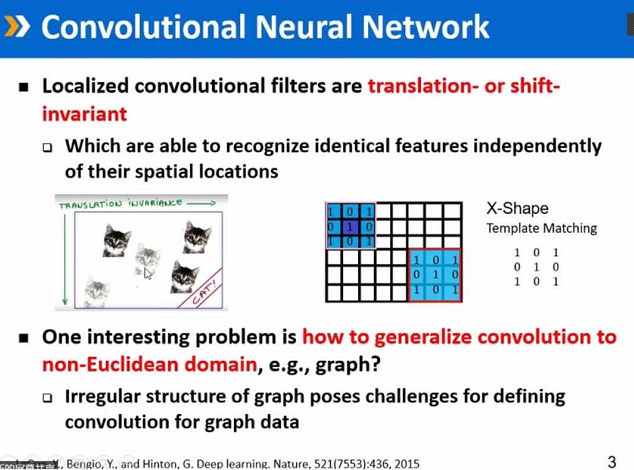 Convolutional Neural Network
■ Localized convolutional filters are translation- or shift-
invariant
❑ Which are able to recognize identical features independently
of their spatial locations
TRANSLATION INVARIANCE
CAT!
1 0 1
0 1 0
1 0 1
1 0 1
0 1 0
1 0 1
X-Shape
Template Matching
1 0 1
0 1 0
1 0 1
■ One interesting problem is how to generalize convolution to
non-Euclidean domain, e.g., graph?
❑ Irregular structure of graph poses challenges for defining
convolution for graph data
Bengio, Y., and Hinton, G. Deep learning. Nature, 521(7553):436, 2015
3